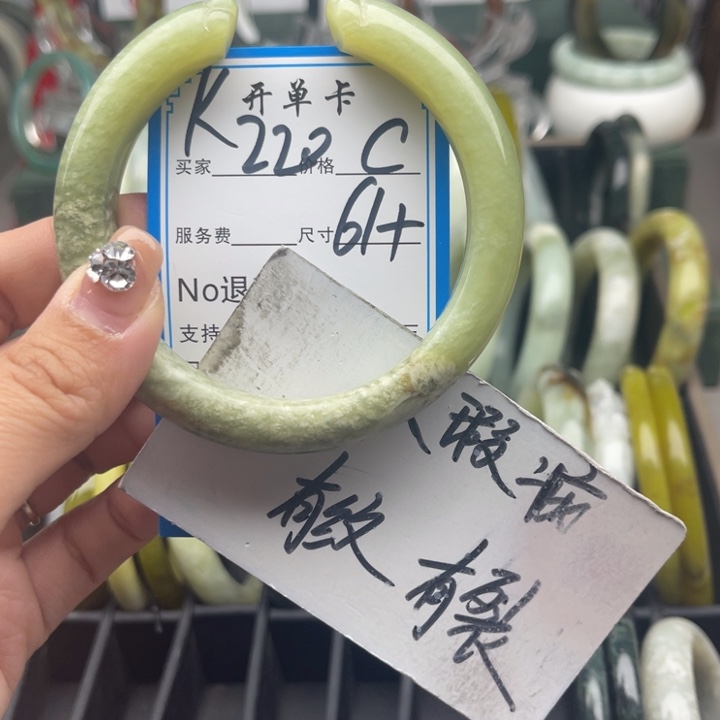 开单卡
K 220 C
买家 价格
61+
服务费 尺寸
No退
支持
瑕疵
有纹
有裂